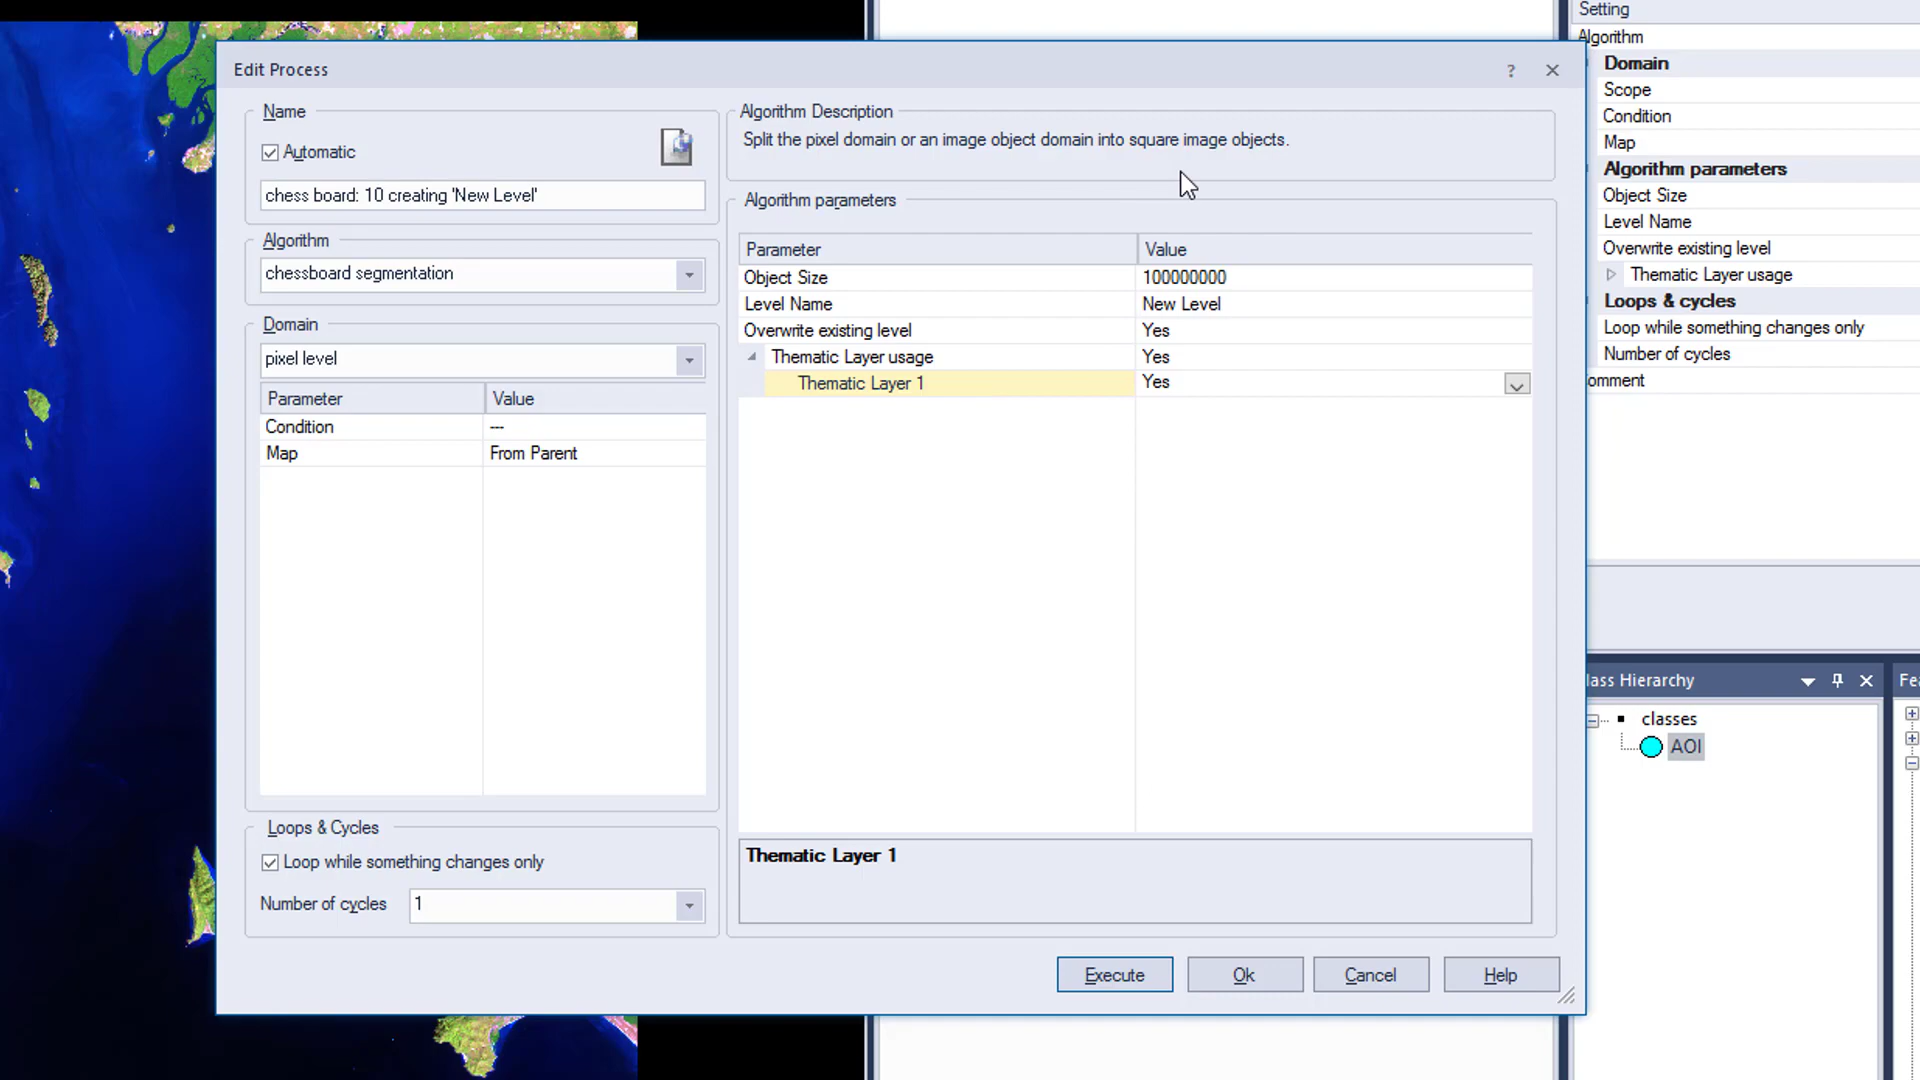 Edit Process
?
Name
Automatic
chess board: 10 creating 'New Level'
Algorithm
chessboard segmentation
Domain
pixel level
Parameter Value
Condition ---
Map From Parent
Loops & Cycles
Loop while something changes only
Number of cycles 1
Algorithm Description
Split the pixel domain or an image object domain into square image objects.
Algorithm parameters
Parameter Value
Object Size 100000000
Level Name New Level
Overwrite existing level Yes
Thematic Layer usage Yes
Thematic Layer 1 Yes
Thematic Layer 1
Execute Ok Cancel Help
Setting
Algorithm
Domain
Scope
Condition
Map
Algorithm parameters
Object Size
Level Name
Overwrite existing level
Thematic Layer usage
Loops & cycles
Loop while something changes only
Number of cycles
omment
lass Hierarchy
classes
AOI
Fea